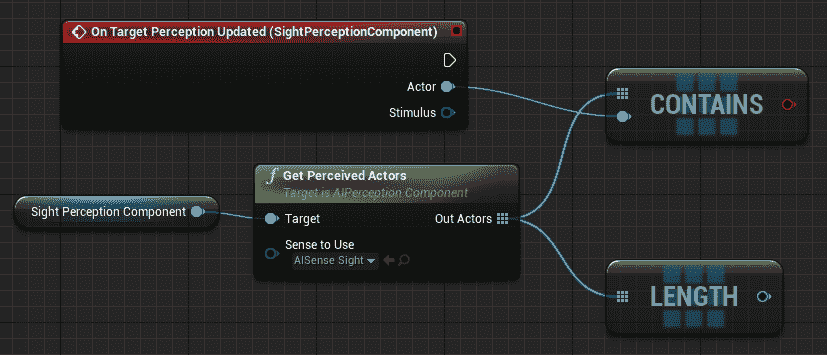 On Target Perception Updated (SightPerceptionComponent)
Actor
Stimulus
CONTAINS
f Get Perceived Actors
Target is AIPerception Component
Sight Perception Component
Target
Out Actors
Sense to Use
AISense Sight
LENGTH